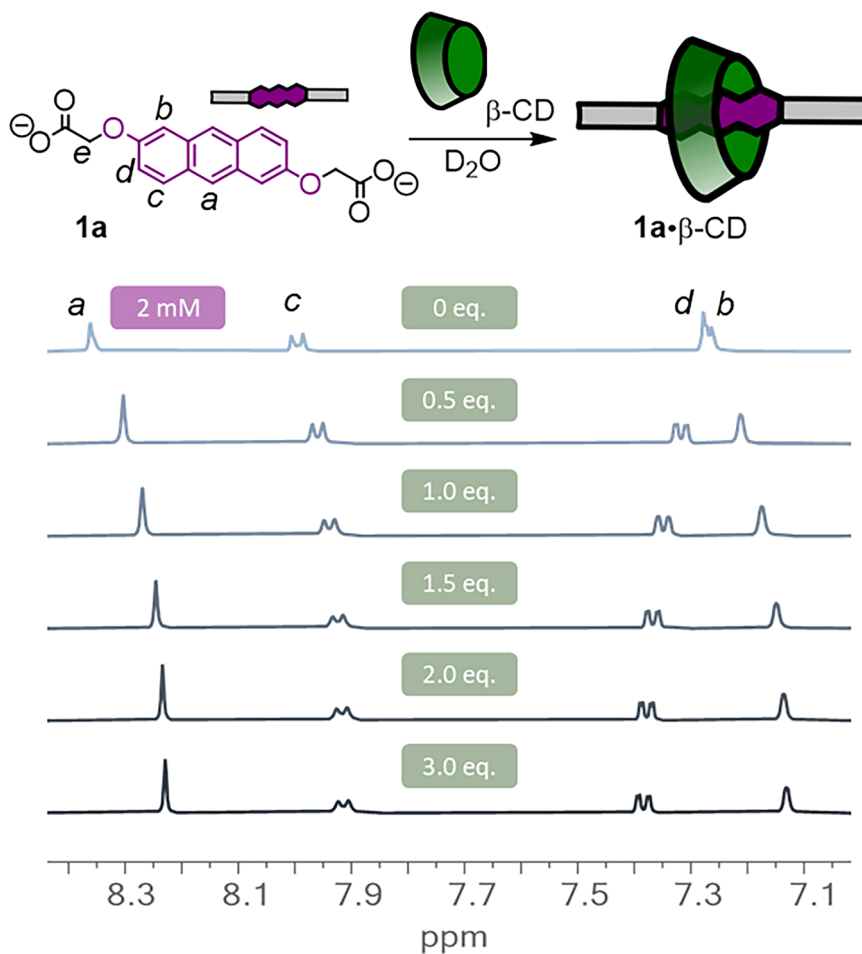 β-CD
D₂O
⊖
O
O
O
b
e
d
c
a
O
O
O
⊖
1a
1a•β-CD
a
2 mM
c
0 eq.
d
b
0.5 eq.
1.0 eq.
1.5 eq.
2.0 eq.
3.0 eq.
8.3 8.1 7.9 7.7 7.5 7.3 7.1
ppm